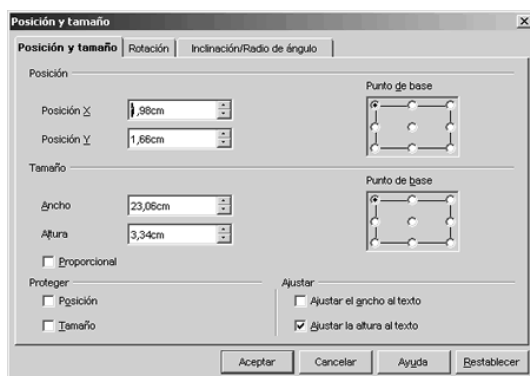 Posición y tamaño
Posición y tamaño Rotación Inclinación/Radio de ángulo
Posición
Punto de base
Posición X ,98cm
Posición Y 1,66cm
Tamaño
Punto de base
Ancho 23,06cm
Altura 3,34cm
Proporcional
Proteger Ajustar
Posición Ajustar el ancho al texto
Tamaño Ajustar la altura al texto
Aceptar Cancelar Ayuda Restablecer